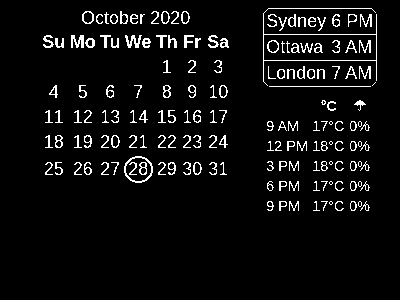 October 2020
Su Mo Tu We Th Fr Sa
1 2 3
4 5 6 7 8 9 10
11 12 13 14 15 16 17
18 19 20 21 22 23 24
25 26 27 28 29 30 31
Sydney 6 PM
Ottawa 3 AM
London 7 AM
°C ☂
9 AM 17°C 0%
12 PM 18°C 0%
3 PM 18°C 0%
6 PM 17°C 0%
9 PM 17°C 0%